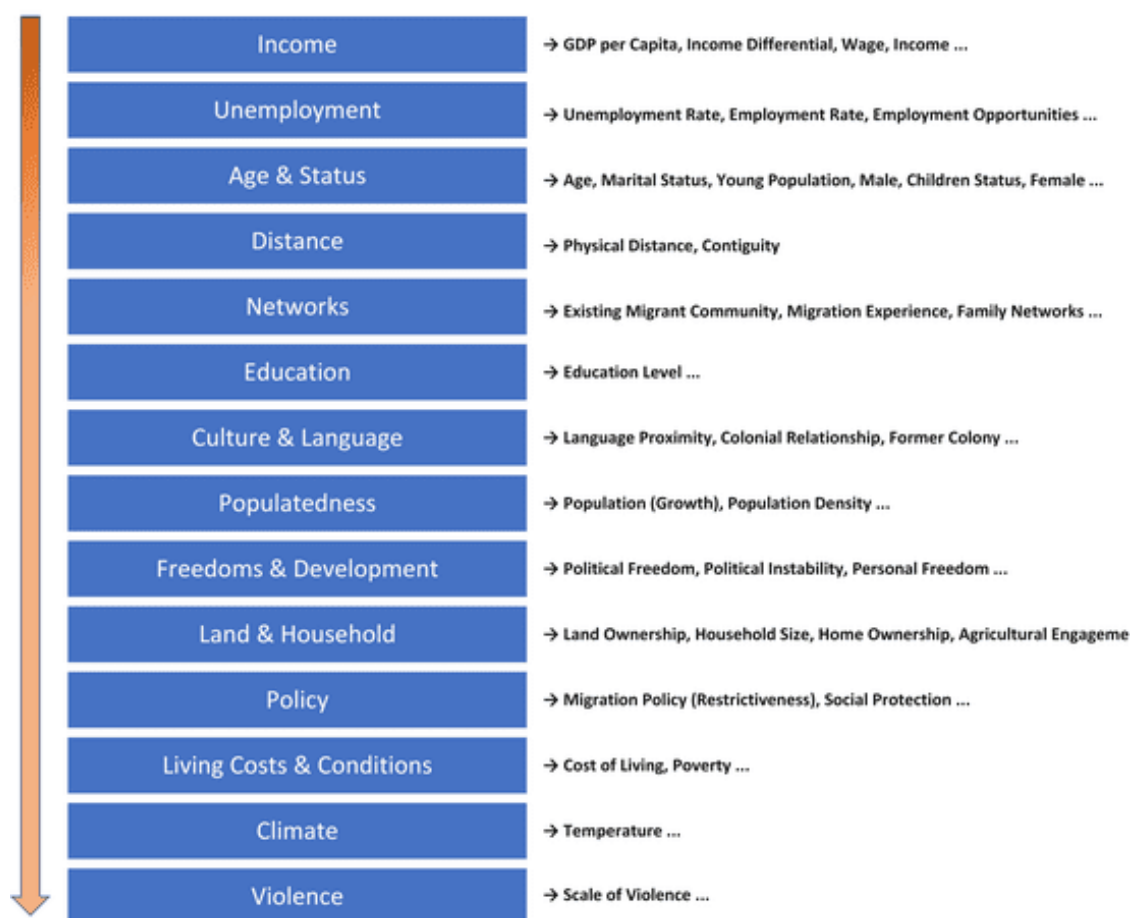 Income → GDP per Capita, Income Differential, Wage, Income ...
Unemployment → Unemployment Rate, Employment Rate, Employment Opportunities ...
Age & Status → Age, Marital Status, Young Population, Male, Children Status, Female ...
Distance → Physical Distance, Contiguity
Networks → Existing Migrant Community, Migration Experience, Family Networks ...
Education → Education Level ...
Culture & Language → Language Proximity, Colonial Relationship, Former Colony ...
Populatedness → Population (Growth), Population Density ...
Freedoms & Development → Political Freedom, Political Instability, Personal Freedom ...
Land & Household → Land Ownership, Household Size, Home Ownership, Agricultural Engageme
Policy → Migration Policy (Restrictiveness), Social Protection ...
Living Costs & Conditions → Cost of Living, Poverty ...
Climate → Temperature ...
Violence → Scale of Violence ...